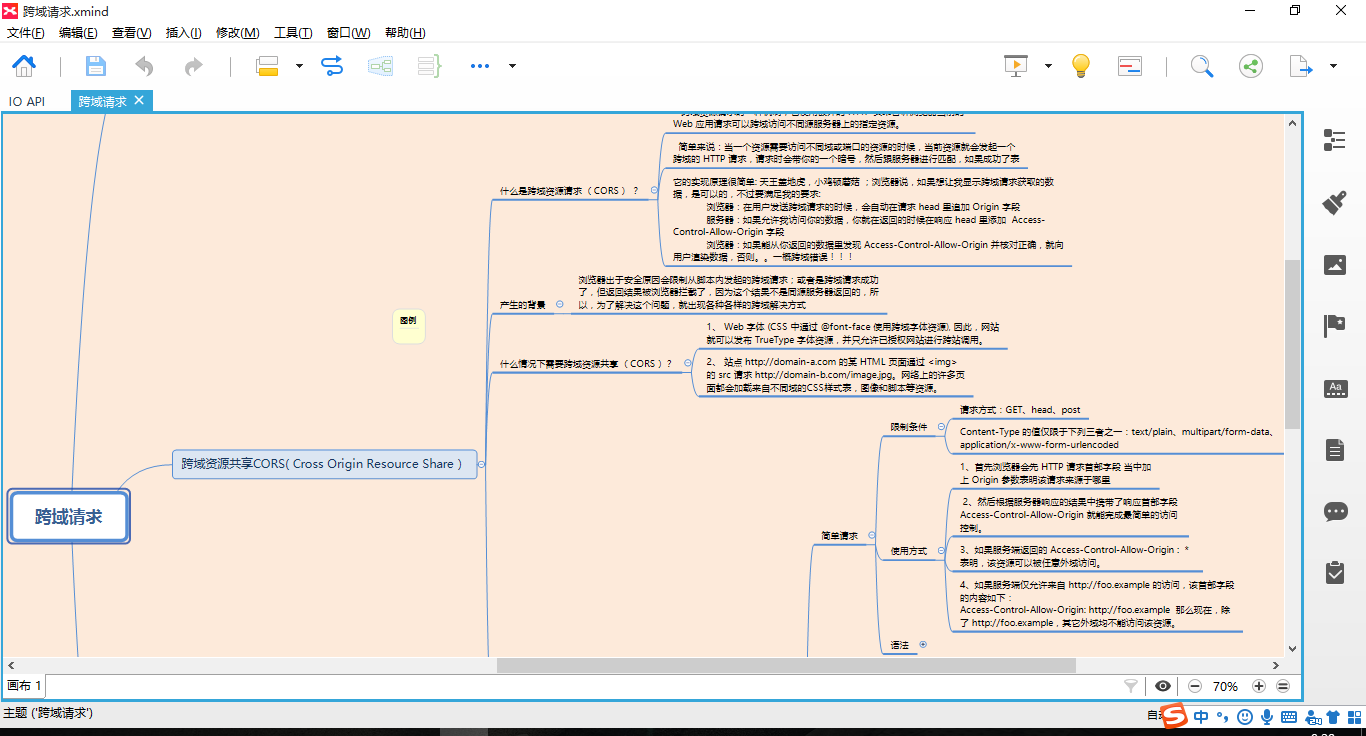 跨域请求.xmind
文件(F) 编辑(E) 查看(V) 插入(I) 修改(M) 工具(T) 窗口(W) 帮助(H)
IO API 跨域请求
Web 应用请求可以跨域访问不同源服务器上的指定资源。
简单来说：当一个资源需要访问不同域或端口的资源的时候，当前资源就会发起一个
跨域的 HTTP 请求，请求时会带你的一个暗号，然后跟服务器进行匹配，如果成功了表
什么是跨域资源请求（ CORS ） ？
它的实现原理很简单: 天王盖地虎，小鸡顿蘑菇 ；浏览器说，如果想让我显示跨域请求获取的数
据，是可以的，不过要满足我的要求:
浏览器：在用户发送跨域请求的时候，会自动在请求 head 里追加 Origin 字段
服务器：如果允许我访问你的数据，你就在返回的时候在响应 head 里添加 Access-
Control-Allow-Origin 字段
浏览器：如果能从你返回的数据里发现 Access-Control-Allow-Origin 并核对正确，就向
用户渲染数据，否则。。一概跨域错误！！！
产生的背景
浏览器出于安全原因会限制从脚本内发起的跨域请求；或者是跨域请求成功
了，但返回结果被浏览器拦截了，因为这个结果不是同源服务器返回的，所
以，为了解决这个问题，就出现各种各样的跨域解决方式
图例
什么情况下需要跨域资源共享（ CORS ）？
1、 Web 字体 (CSS 中通过 @font-face 使用跨域字体资源), 因此，网站
就可以发布 TrueType 字体资源，并只允许已授权网站进行跨站调用。
2、 站点 http://domain-a.com 的某 HTML 页面通过 <img>
的 src 请求 http://domain-b.com/image.jpg。网络上的许多页
面都会加载来自不同域的CSS样式表，图像和脚本等资源。
跨域资源共享CORS( Cross Origin Resource Share )
跨域请求
简单请求
限制条件
请求方式：GET、head、post
Content-Type 的值仅限于下列三者之一：text/plain、multipart/form-data、
application/x-www-form-urlencoded
使用方式
1、首先浏览器会先 HTTP 请求首部字段 当中加
上 Origin 参数表明该请求来源于哪里
2、然后根据服务器响应的结果中携带了响应首部字段
Access-Control-Allow-Origin 就能完成最简单的访问
控制。
3、如果服务端返回的 Access-Control-Allow-Origin： *
表明，该资源可以被任意外域访问。
4、如果服务端仅允许来自 http://foo.example 的访问，该首部字段
的内容如下：
Access-Control-Allow-Origin: http://foo.example 那么现在，除
了 http://foo.example，其它外域均不能访问该资源。
语法
画布 1
70%
主题 ('跨域请求')
自
中